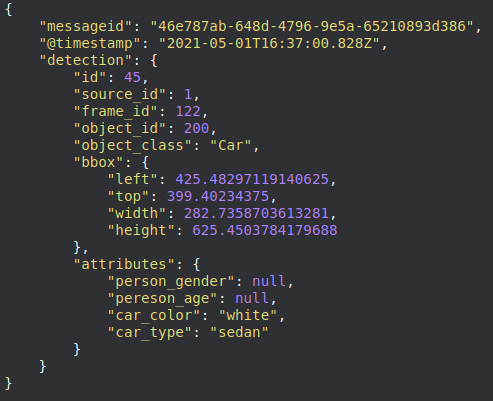 {
    "messageid": "46e787ab-648d-4796-9e5a-65210893d386",
    "@timestamp": "2021-05-01T16:37:00.828Z",
    "detection": {
        "id": 45,
        "source_id": 1,
        "frame_id": 122,
        "object_id": 200,
        "object_class": "Car",
        "bbox": {
            "left": 425.48297119140625,
            "top": 399.40234375,
            "width": 282.7358703613281,
            "height": 625.4503784179688
        },
        "attributes": {
            "person_gender": null,
            "pereson_age": null,
            "car_color": "white",
            "car_type": "sedan"
        }
    }
}